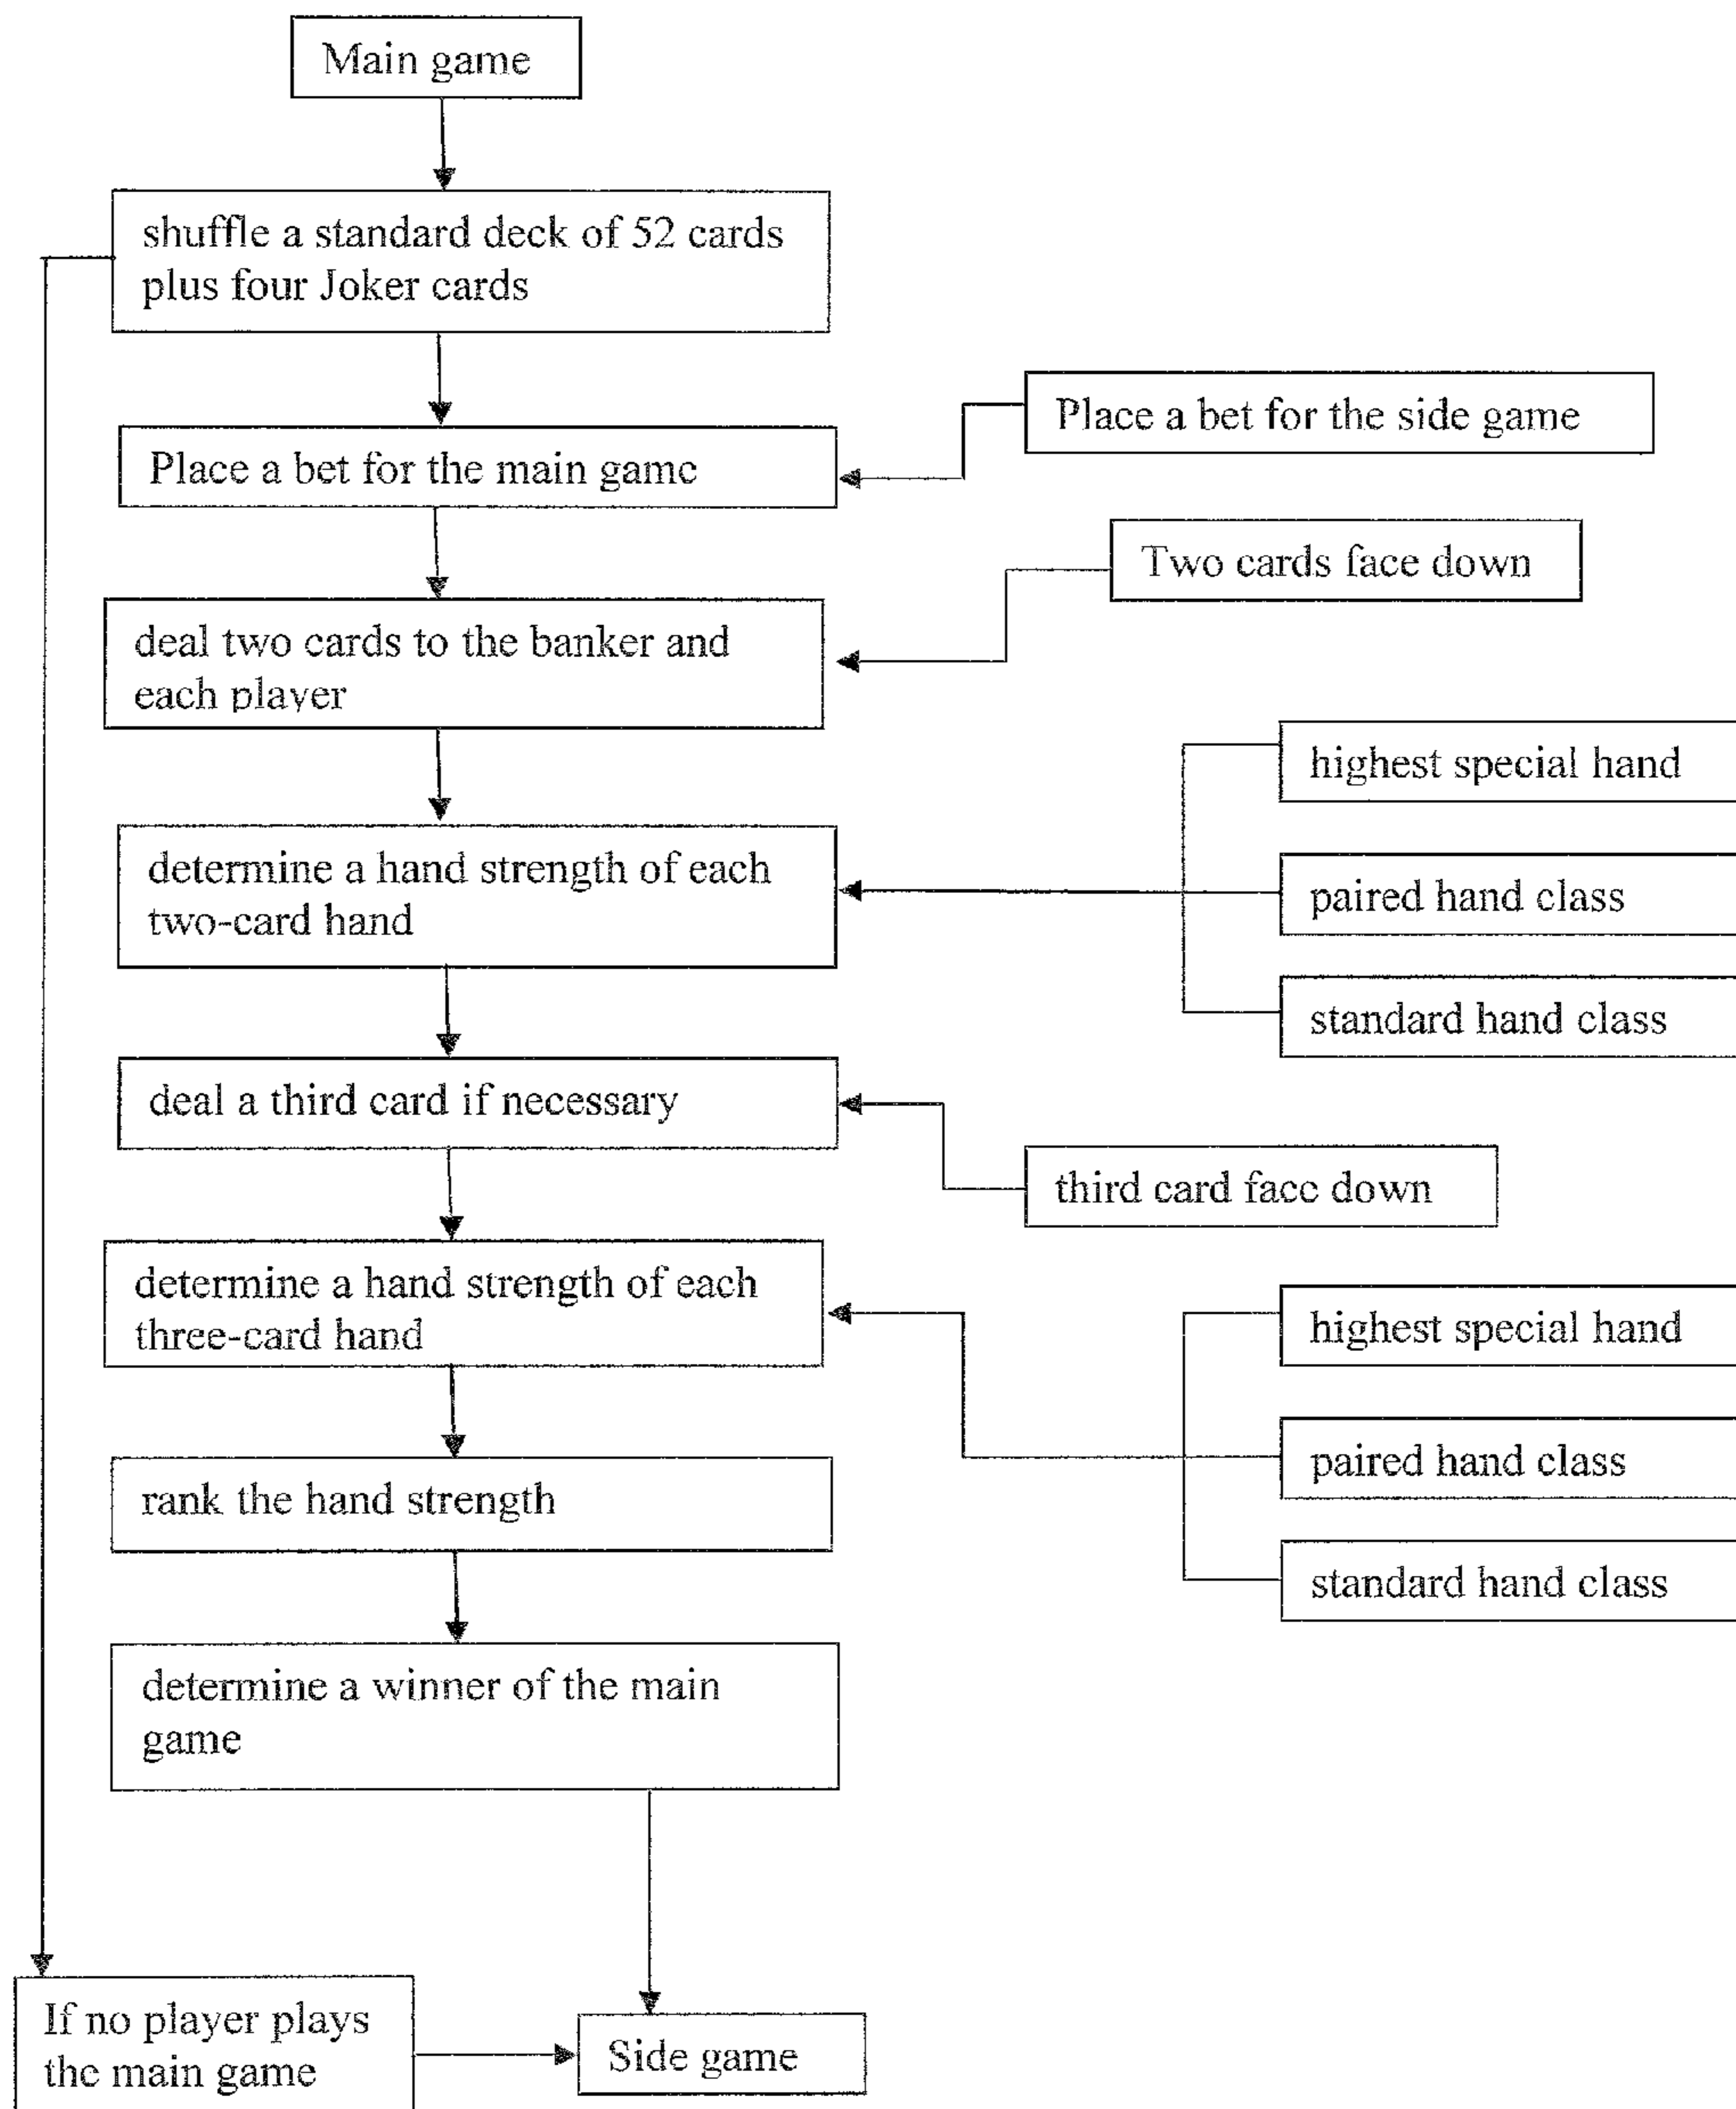 Main game
shuffle a standard deck of 52 cards
plus four Joker cards
Place a bet for the side game
Place a bet for the main game
Two cards face down
deal two cards to the banker and
each player
highest special hand
determine a hand strength of each
two-card hand
paired hand class
standard hand class
deal a third card if necessary
third card face down
determine a hand strength of each
three-card hand
highest special hand
paired hand class
rank the hand strength
standard hand class
determine a winner of the main
game
If no player plays
the main game
Side game